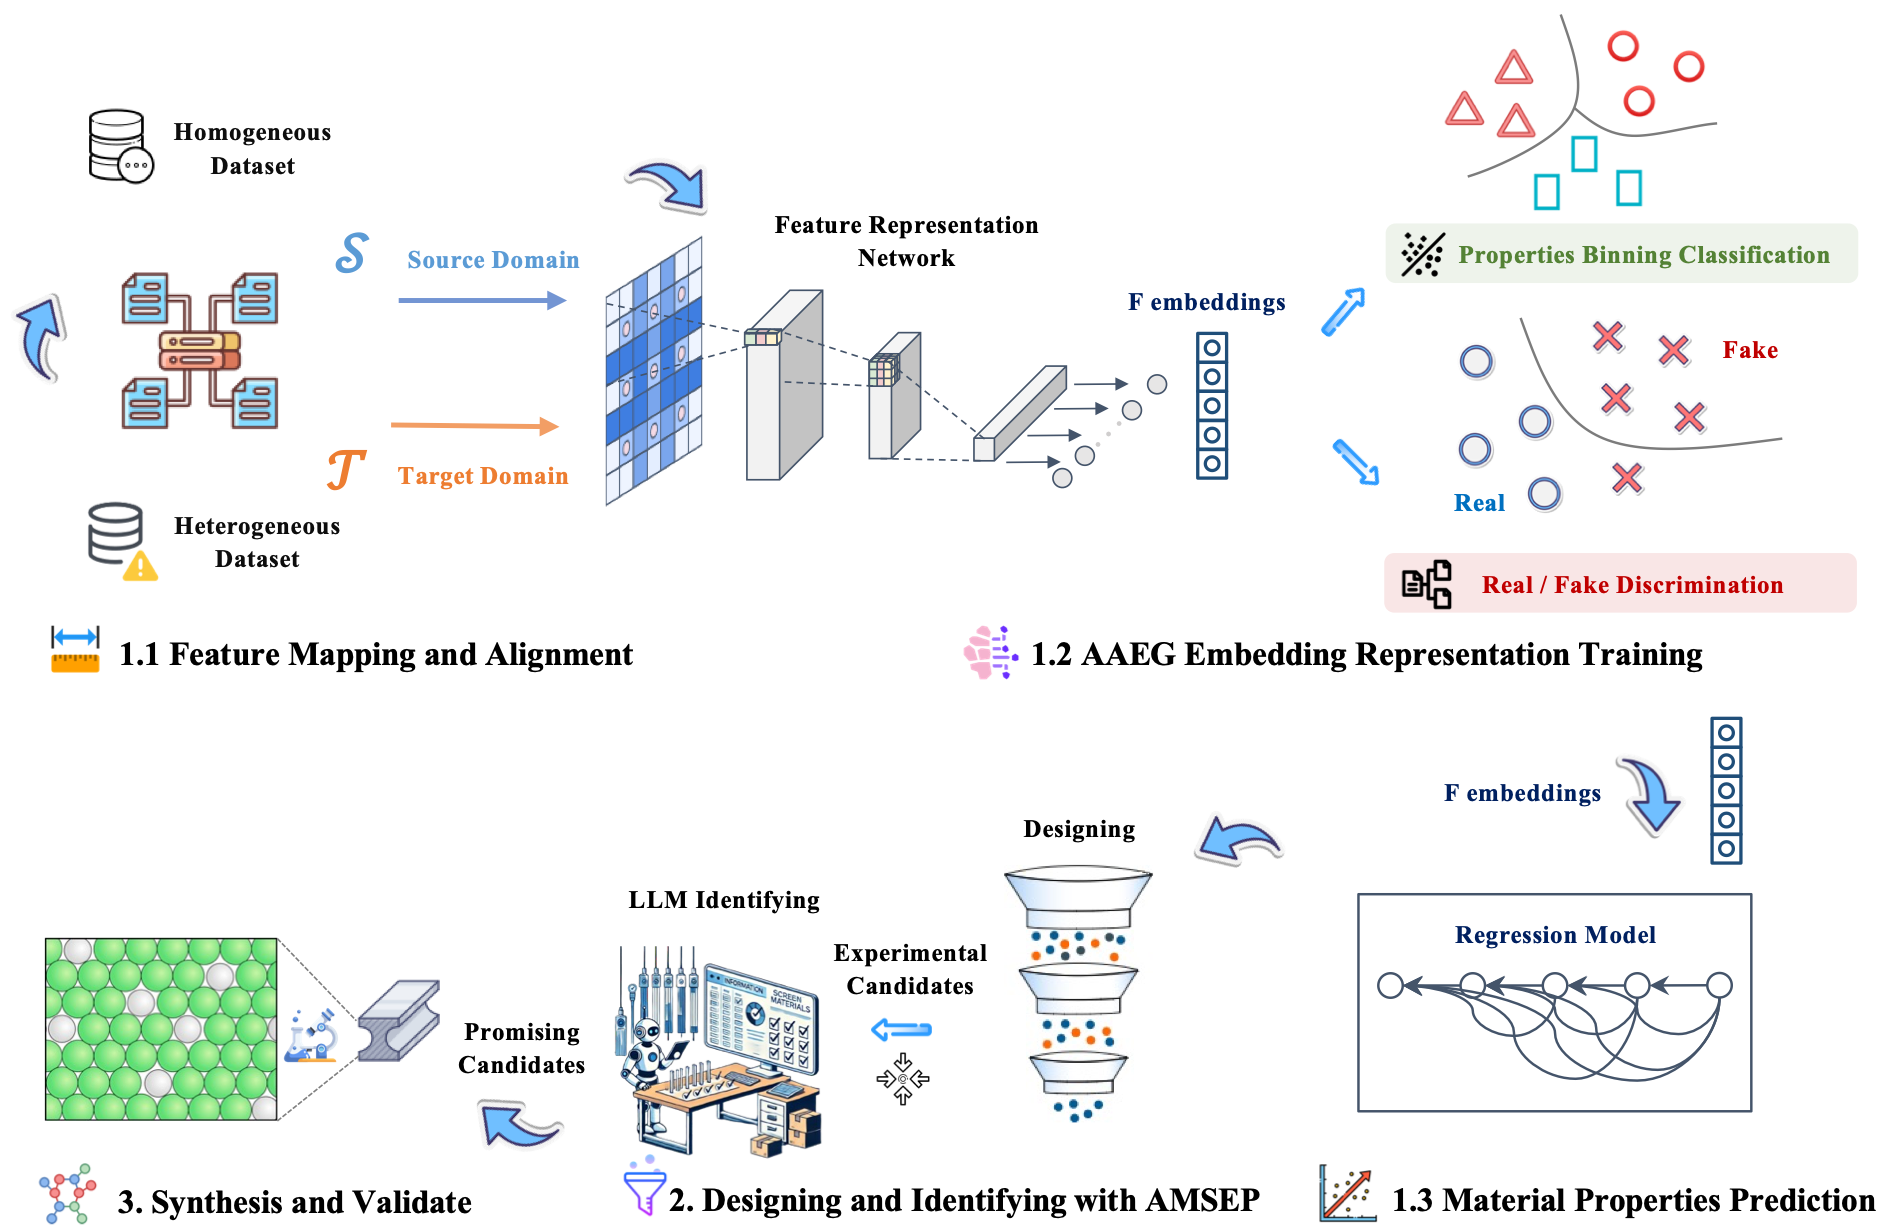 Homogeneous
Dataset
S
Source Domain
T
Target Domain
Heterogeneous
Dataset
Feature Representation
Network
F embeddings
Properties Binning Classification
Fake
Real
Real / Fake Discrimination
1.1 Feature Mapping and Alignment
1.2 AAEG Embedding Representation Training
F embeddings
Regression Model
Designing
LLM Identifying
Experimental
Candidates
INFORMATION
SCREEN
MATERIALS
Promising
Candidates
3. Synthesis and Validate
2. Designing and Identifying with AMSEP
1.3 Material Properties Prediction